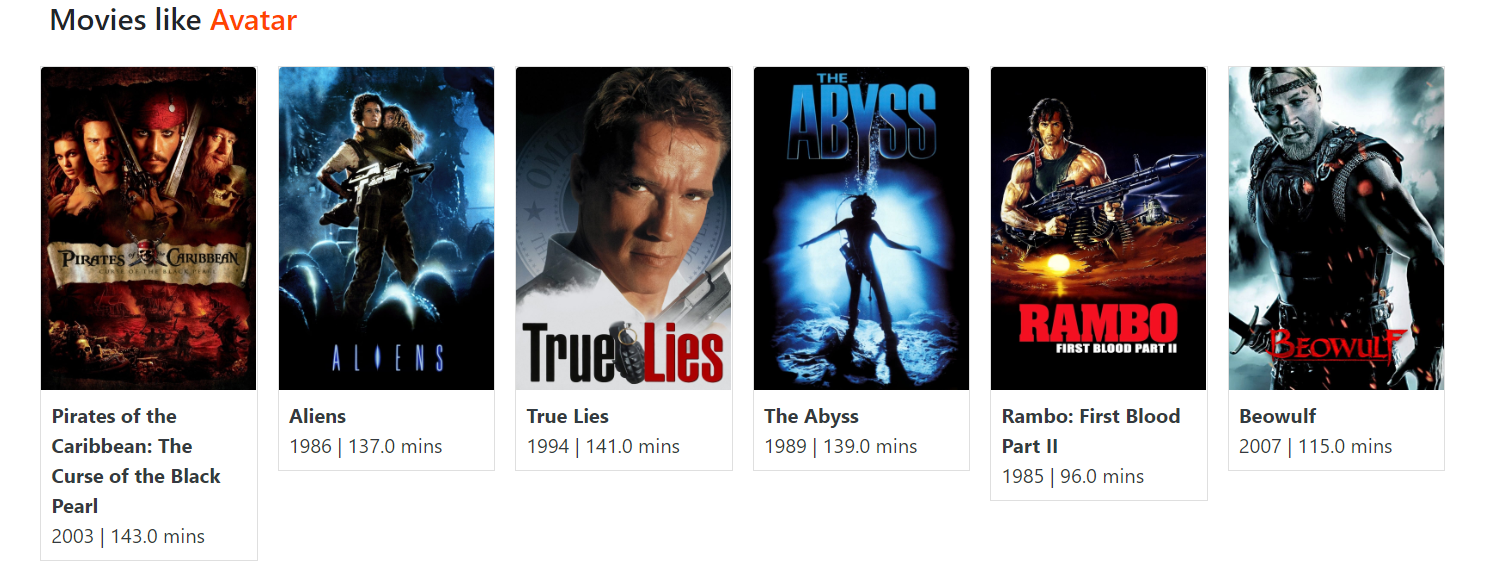 Movies like Avatar
PIRATES OF THE CARIBBEAN
CURSE OF THE BLACK PEARL
ALIENS
True Lies
THE
ABYSS
RAMBO
FIRST BLOOD PART II
BEOWULF
Pirates of the
Caribbean: The
Curse of the Black
Pearl
2003 | 143.0 mins
Aliens
1986 | 137.0 mins
True Lies
1994 | 141.0 mins
The Abyss
1989 | 139.0 mins
Rambo: First Blood
Part II
1985 | 96.0 mins
Beowulf
2007 | 115.0 mins